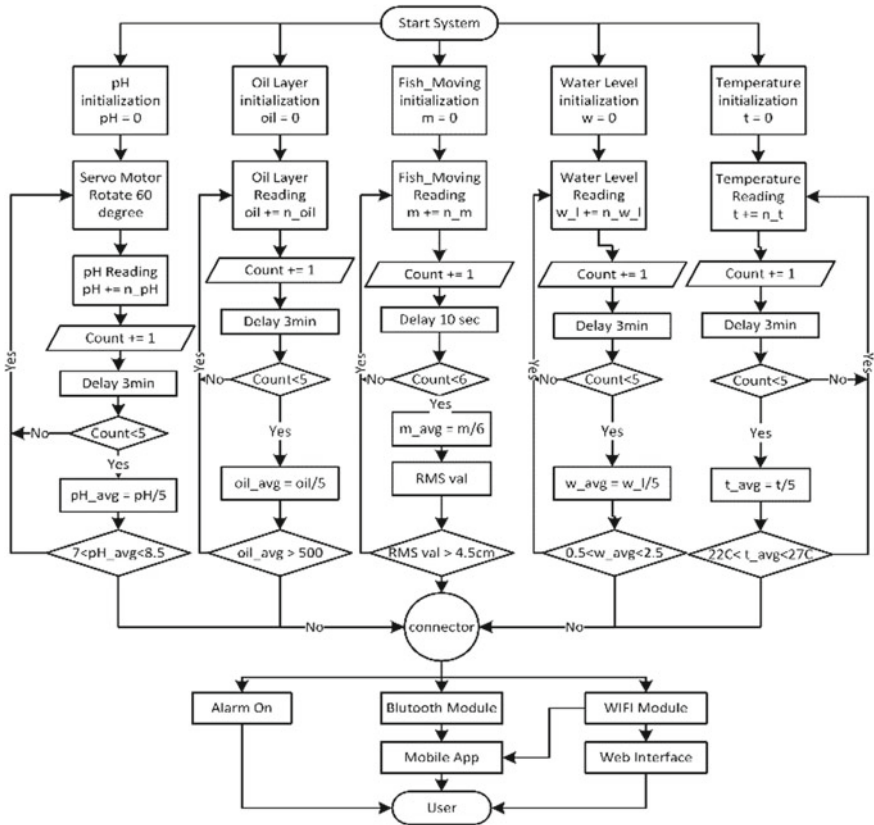 Start System
pH
initialization
pH = 0
Oil Layer
initialization
oil = 0
Fish_Moving
initialization
m = 0
Water Level
initialization
w = 0
Temperature
initialization
t = 0
Servo Motor
Rotate 60
degree
Oil Layer
Reading
oil += n_oil
Fish_Moving
Reading
m += n_m
Water Level
Reading
w_l += n_w_l
Temperature
Reading
t += n_t
pH Reading
pH += n_pH
Count += 1
Count += 1
Count += 1
Count += 1
Count += 1
Delay 3min
Delay 10 sec
Delay 3min
Delay 3min
Delay 3min
Yes
Yes
Yes
Yes
Yes
No
Count<5
No
Count<6
No
Count<5
Count<5
No
No
Count<5
Yes
Yes
Yes
Yes
Yes
m_avg = m/6
pH_avg = pH/5
oil_avg = oil/5
RMS val
w_avg = w_l/5
t_avg = t/5
7<pH_avg<8.5
oil_avg > 500
RMS val > 4.5cm
0.5<w_avg<2.5
22C< t_avg<27C
No
connector
No
Alarm On
Blutooth Module
WIFI Module
Mobile App
Web Interface
User